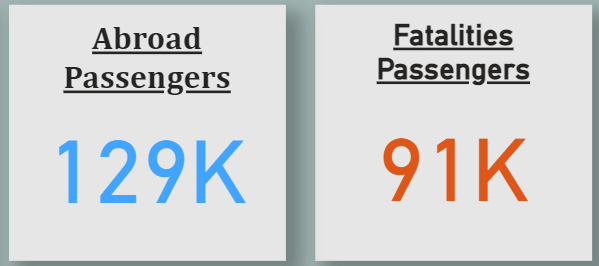 Abroad
Passengers
129K
Fatalities
Passengers
91K